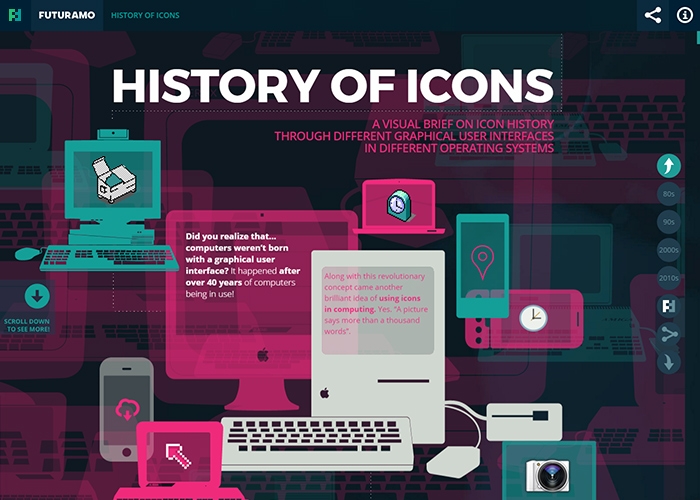 FUTURAMO
HISTORY OF ICONS
HISTORY OF ICONS
A VISUAL BRIEF ON ICON HISTORY
THROUGH DIFFERENT GRAPHICAL USER INTERFACES
IN DIFFERENT OPERATING SYSTEMS
80s
90s
2000s
2010s
Did you realize that...
computers weren't born
with a graphical user
interface? It happened after
over 40 years of computers
being in use!
Along with this revolutionary
concept came another
brilliant idea of using icons
in computing. Yes. "A picture
says more than a thousand
words".
SCROLL DOWN
TO SEE MORE!